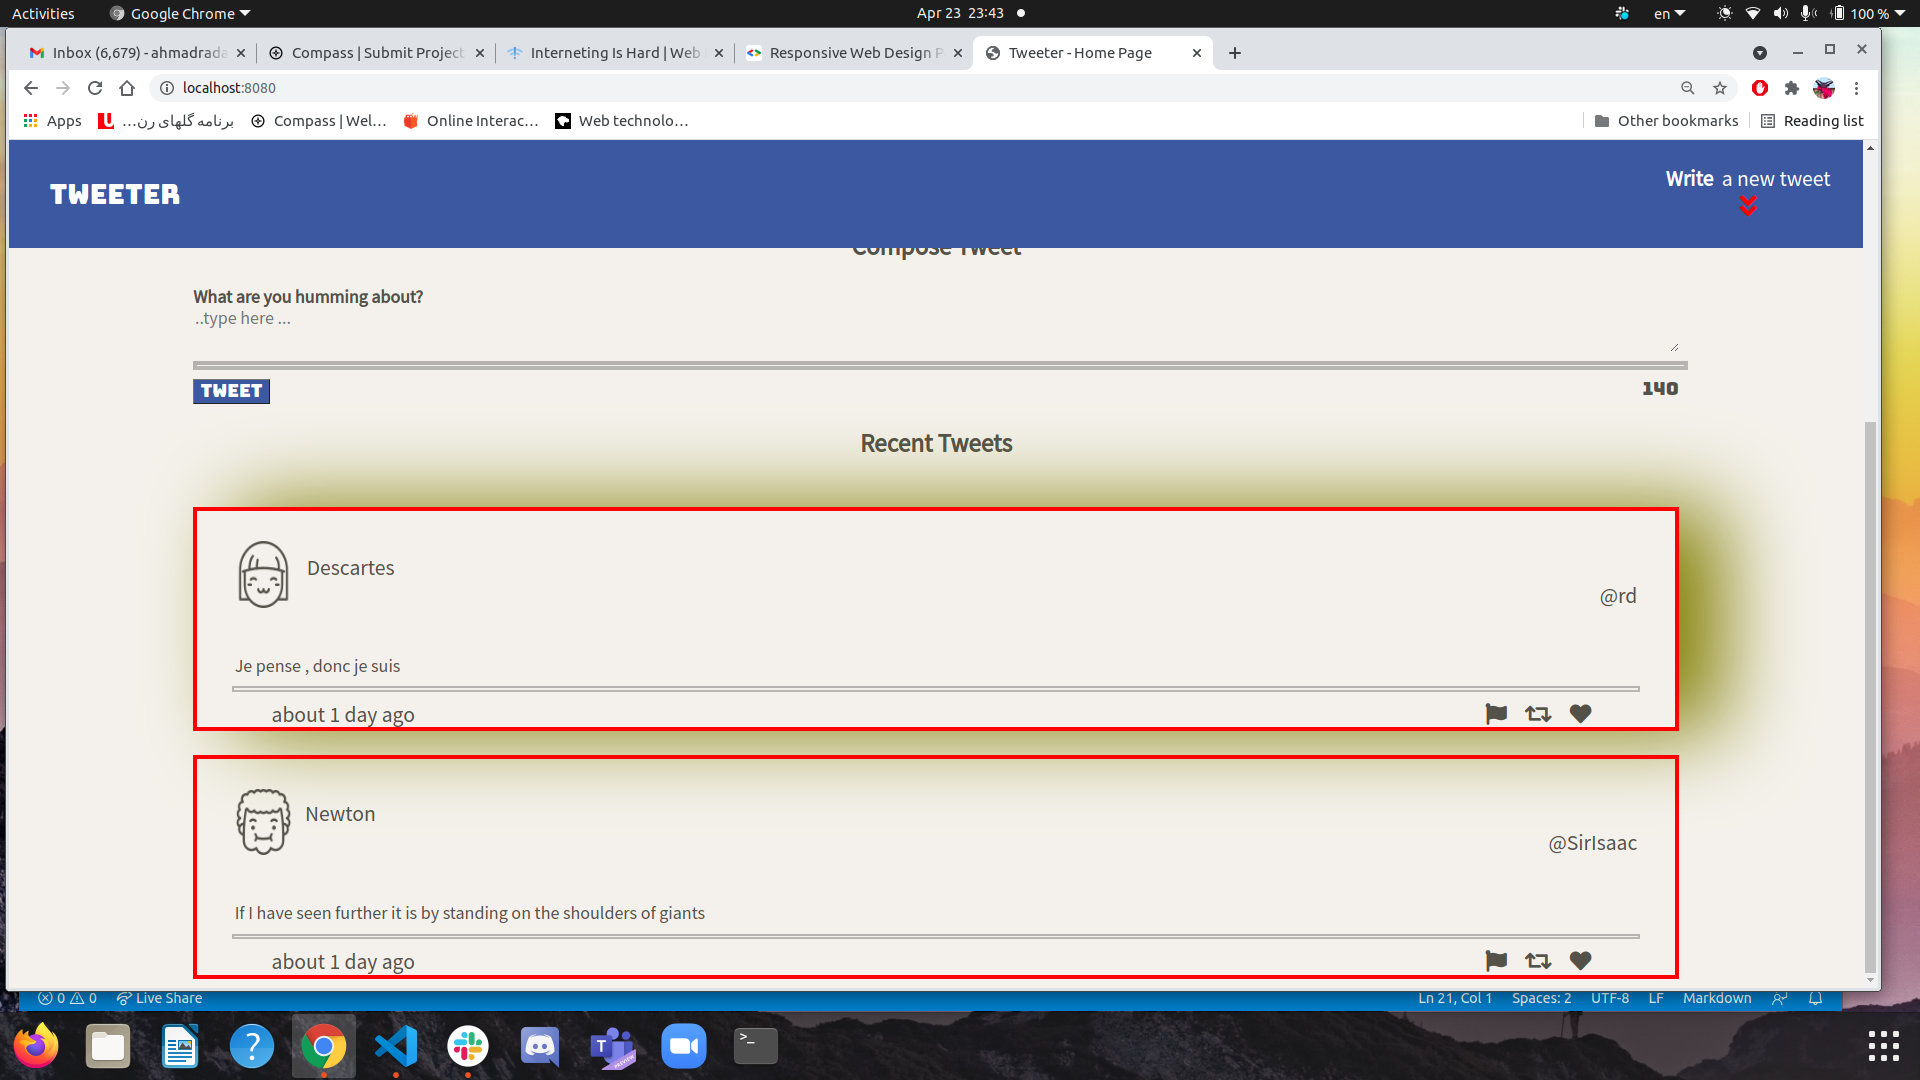 Activities
Google Chrome
Apr 23 23:43
en
100 %
Inbox (6,679) - ahmadrada
Compass | Submit Project
Interneting Is Hard | Web
Responsive Web Design P
Tweeter - Home Page
localhost:8080
Apps
برنامه گلهای رن...
Compass | Wel...
Online Interac...
Web technolo...
Other bookmarks
Reading list
TWEETER
Write a new tweet
Compose Tweet
What are you humming about?
..type here ...
TWEET
140
Recent Tweets
Descartes
@rd
Je pense , donc je suis
about 1 day ago
Newton
@SirIsaac
If I have seen further it is by standing on the shoulders of giants
about 1 day ago
0 0 Live Share
Ln 21, Col 1 Spaces: 2 UTF-8 LF Markdown